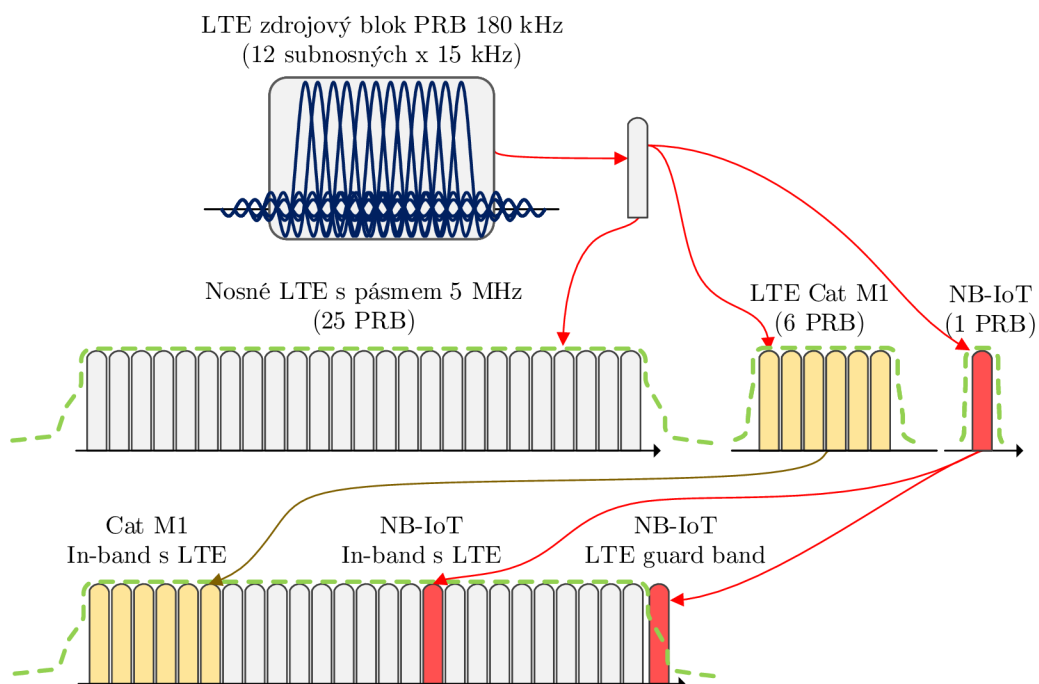 LTE zdrojový blok PRB 180 kHz
(12 subnosných x 15 kHz)
Nosné LTE s pásmem 5 MHz
(25 PRB)
LTE Cat M1
(6 PRB)
NB-IoT
(1 PRB)
Cat M1
In-band s LTE
NB-IoT
In-band s LTE
NB-IoT
LTE guard band